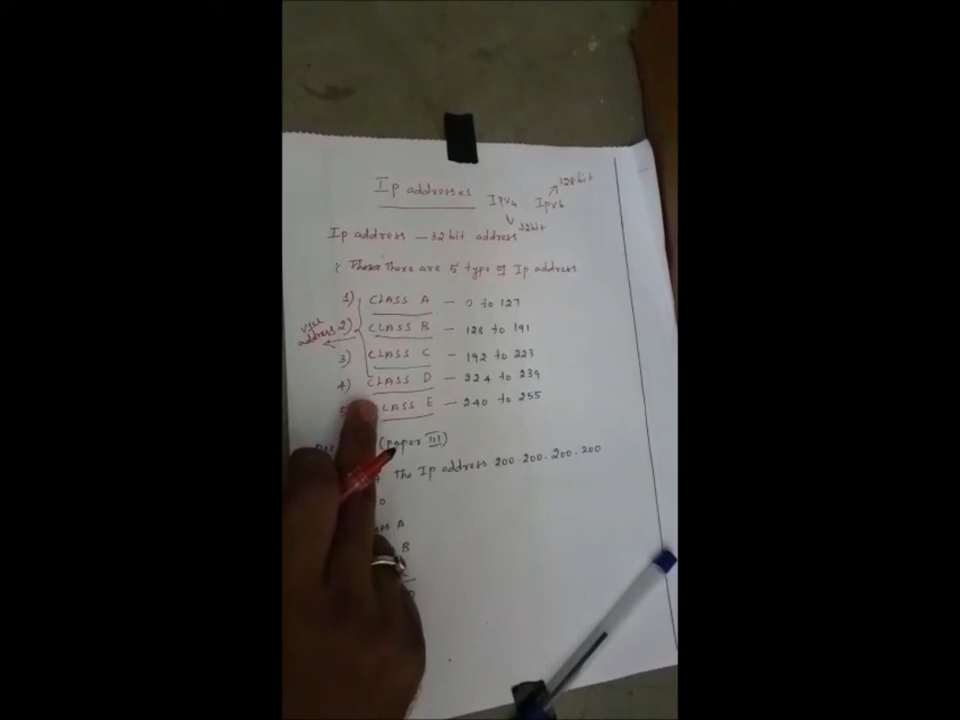 Ip addresses
IPV4 IPV6
128 bit
32bit
Ip address – 32 bit address
There are 5 type of Ip address
1) CLASS A – 0 to 127
2) CLASS B – 128 to 191
3) CLASS C – 192 to 223
4) CLASS D – 224 to 239
5 CLASS E – 240 to 255
address
(paper III)
The Ip address 200.200.200.200
A
B